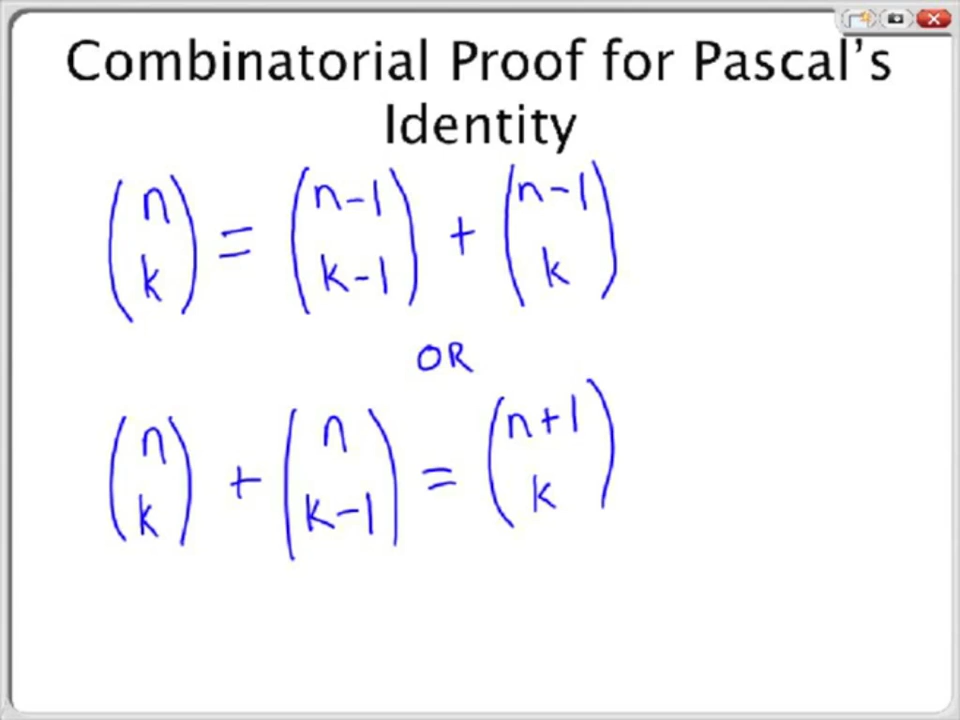 Combinatorial Proof for Pascal's
Identity
(n k) = (n-1 k-1) + (n-1 k)
OR
(n k) + (n k-1) = (n+1 k)